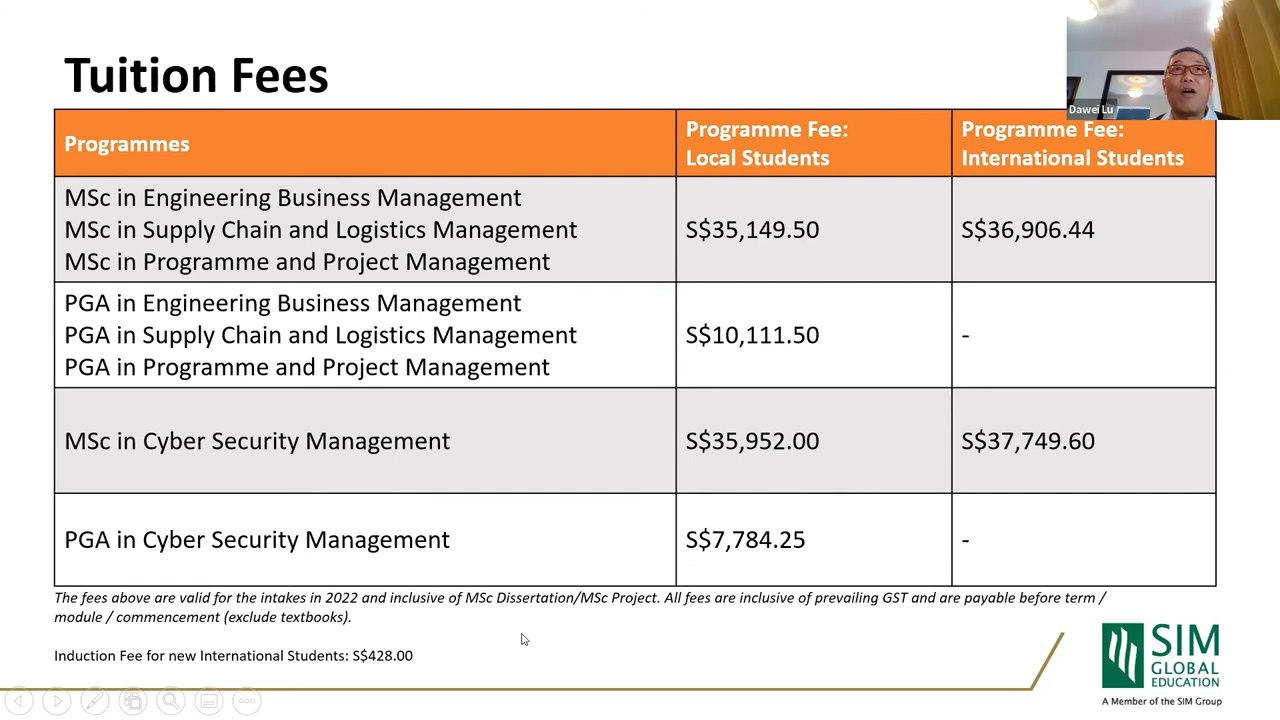 Tuition Fees
Dawei Lu
Programmes
Programme Fee:
Local Students
Programme Fee:
International Students
MSc in Engineering Business Management
MSc in Supply Chain and Logistics Management
MSc in Programme and Project Management
S$35,149.50
S$36,906.44
PGA in Engineering Business Management
PGA in Supply Chain and Logistics Management
PGA in Programme and Project Management
S$10,111.50
-
MSc in Cyber Security Management
S$35,952.00
S$37,749.60
PGA in Cyber Security Management
S$7,784.25
-
The fees above are valid for the intakes in 2022 and inclusive of MSc Dissertation/MSc Project. All fees are inclusive of prevailing GST and are payable before term /
module / commencement (exclude textbooks).
Induction Fee for new International Students: S$428.00
SIM
GLOBAL
EDUCATION
A Member of the SIM Group